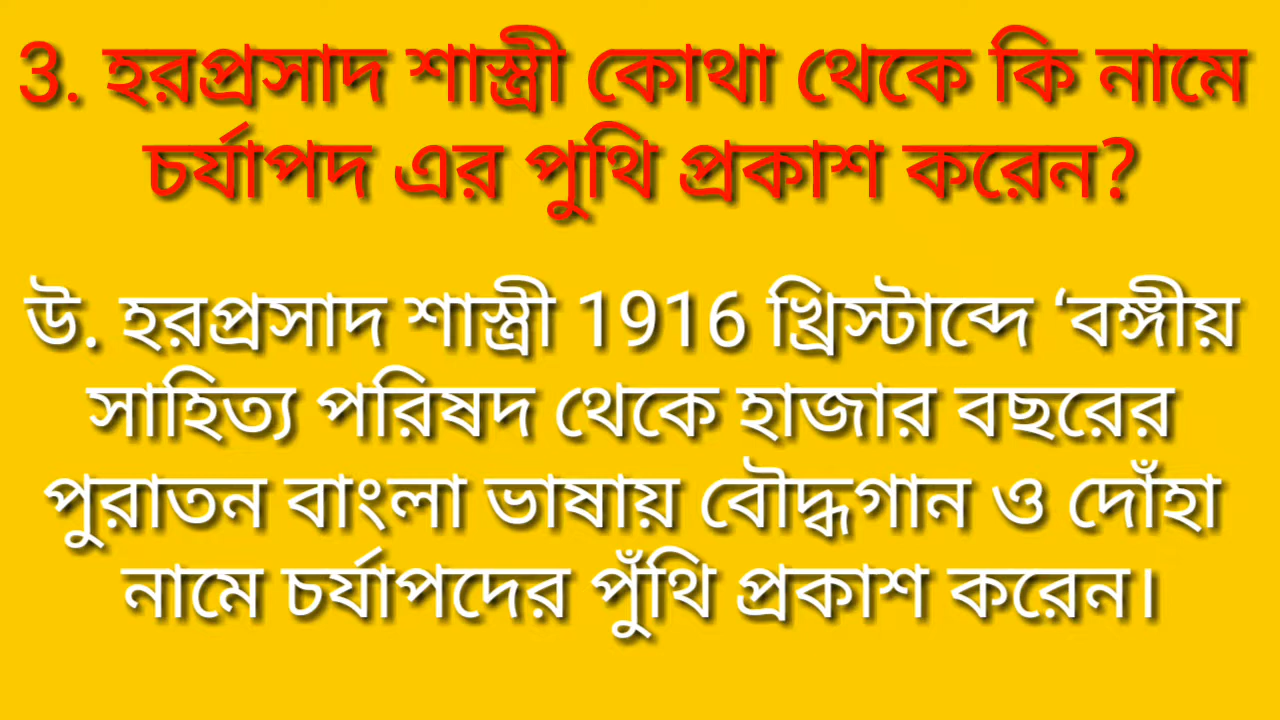 3. হরপ্রসাদ শাস্ত্রী কোথা থেকে কি নামে
চর্যাপদ এর পুথি প্রকাশ করেন?
উ. হরপ্রসাদ শাস্ত্রী 1916 খ্রিস্টাব্দে ‘বঙ্গীয়
সাহিত্য পরিষদ থেকে হাজার বছরের
পুরাতন বাংলা ভাষায় বৌদ্ধগান ও দোঁহা
নামে চর্যাপদের পুঁথি প্রকাশ করেন।